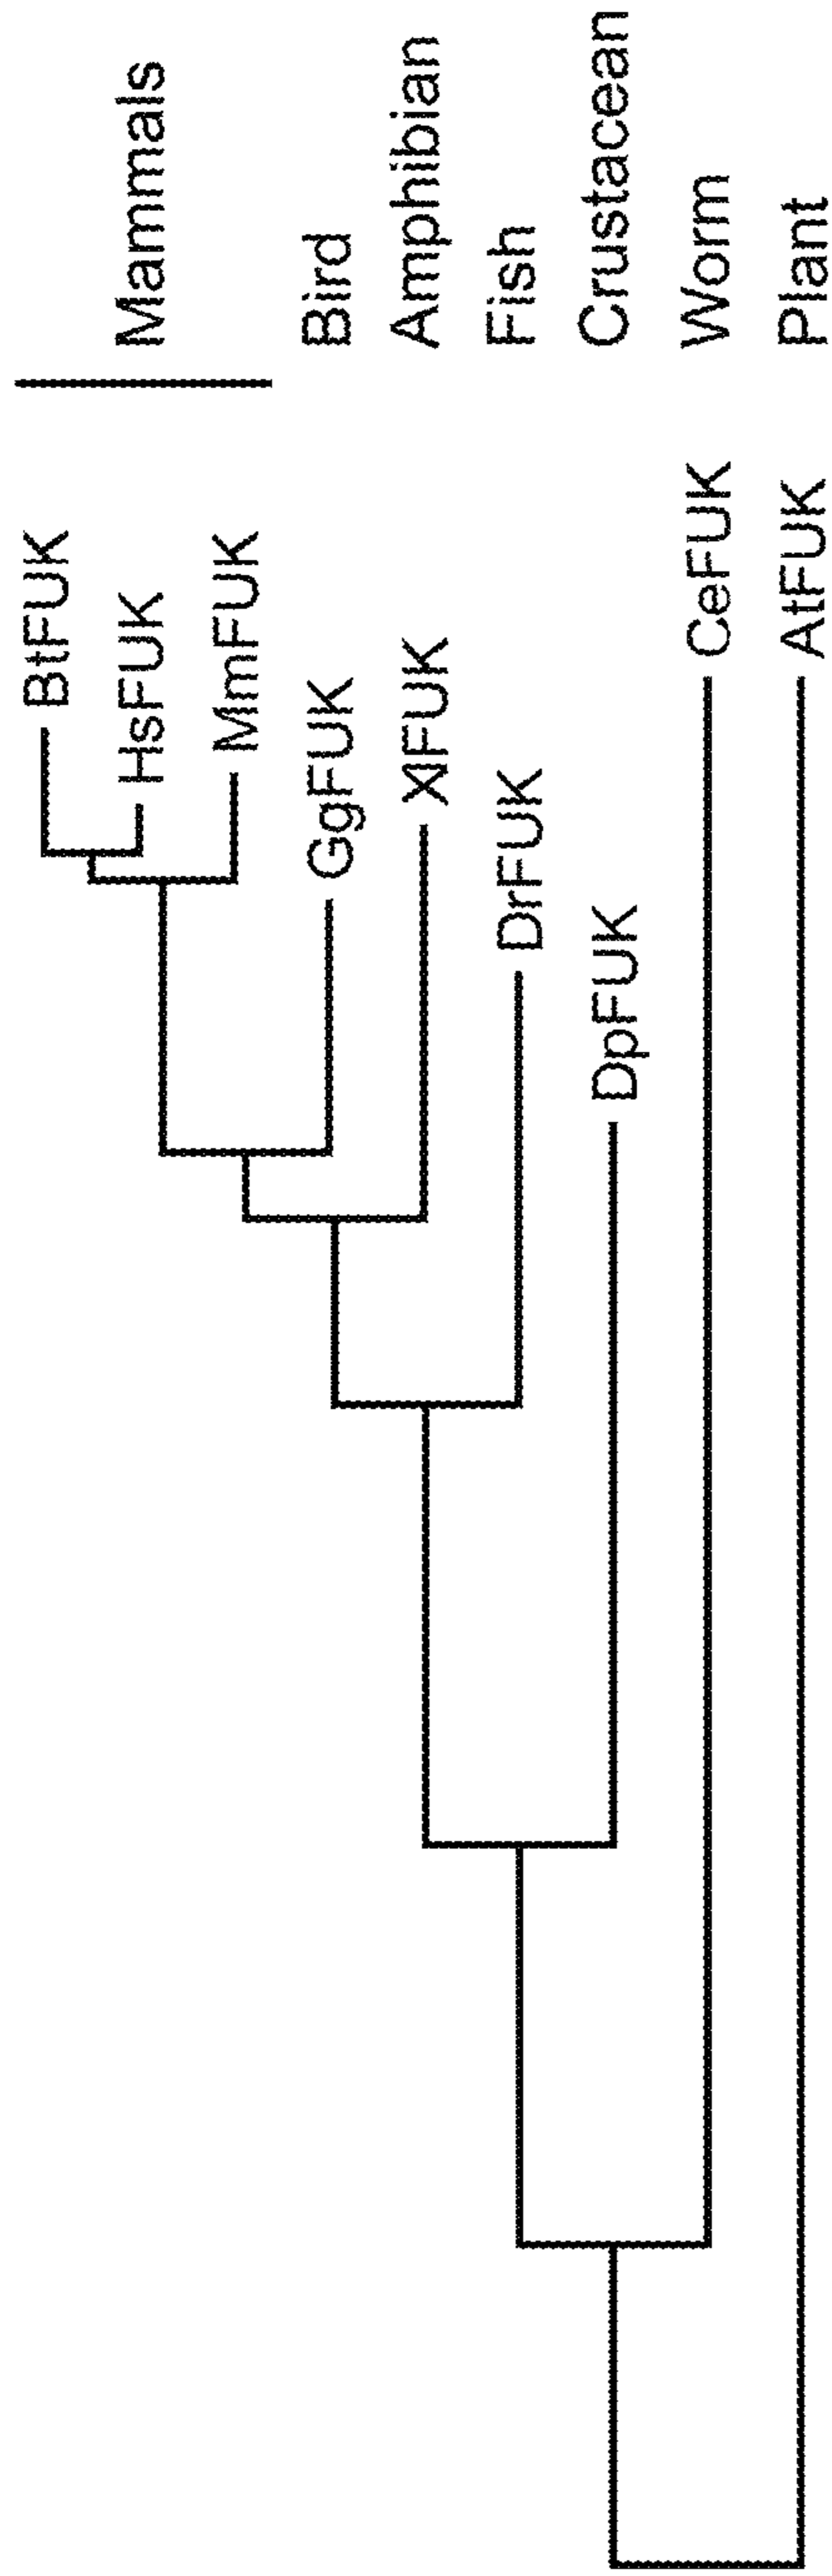 BtFUK
HsFUK
MmFUK
Mammals
GgFUK Bird
XlFUK Amphibian
DrFUK Fish
DpFUK Crustacean
CeFUK Worm
AtFUK Plant